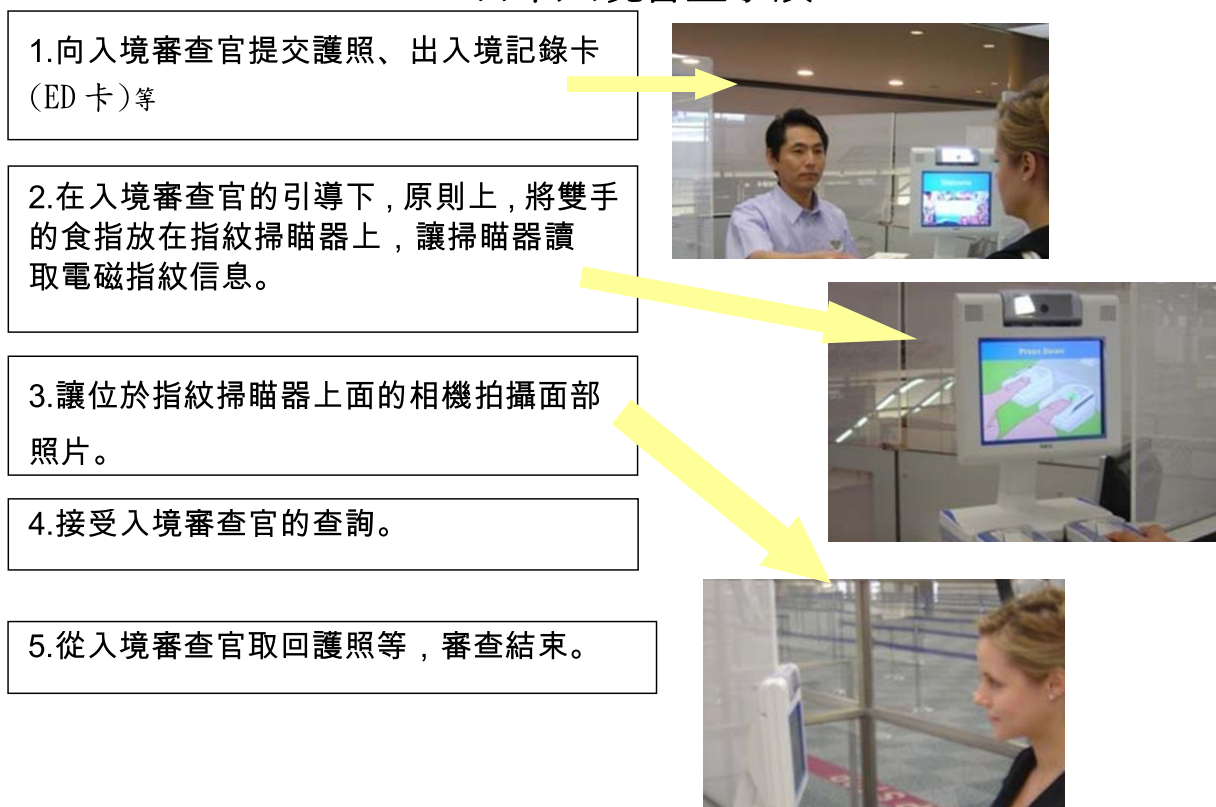 1.向入境審查官提交護照、出入境記錄卡
(ED 卡)等
2.在入境審查官的引導下，原則上，將雙手
的食指放在指紋掃瞄器上，讓掃瞄器讀
取電磁指紋信息。
3.讓位於指紋掃瞄器上面的相機拍攝面部
照片。
4.接受入境審查官的查詢。
5.從入境審查官取回護照等，審查結束。
Welcome
Press Down
NEC